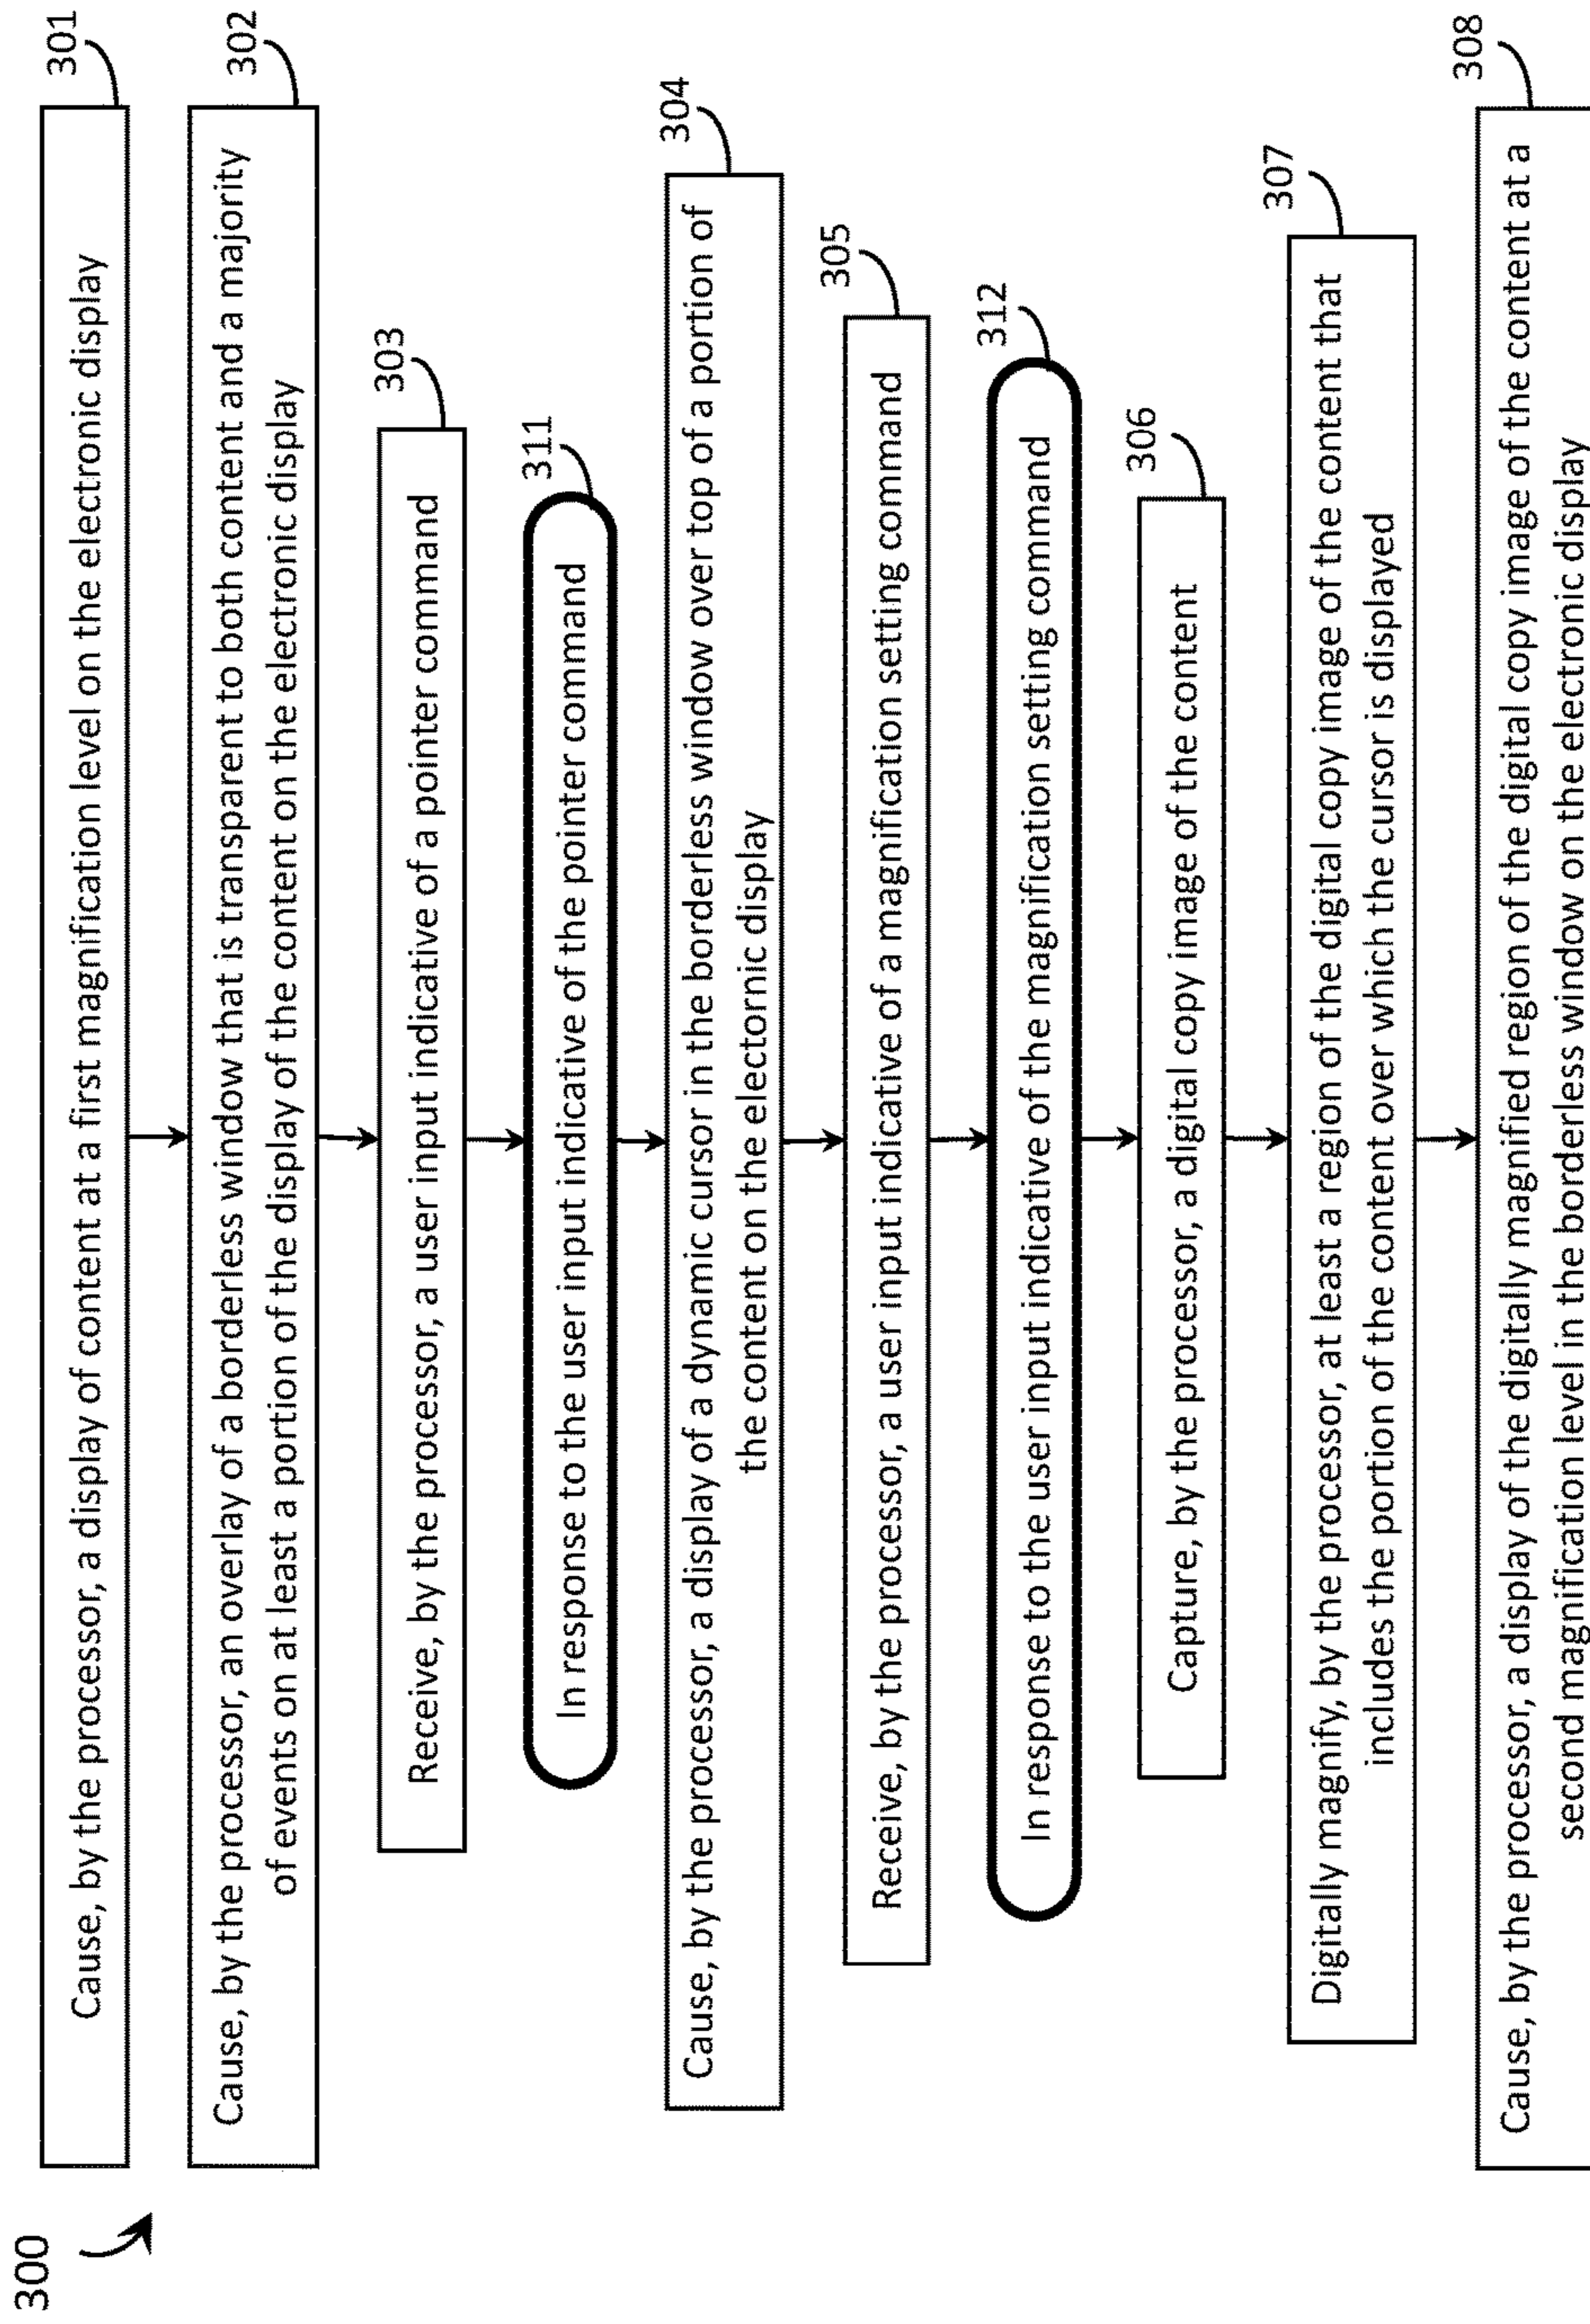 300
301
Cause, by the processor, a display of content at a first magnification level on the electronic display
302
Cause, by the processor, an overlay of a borderless window that is transparent to both content and a majority
of events on at least a portion of the display of the content on the electronic display
303
Receive, by the processor, a user input indicative of a pointer command
311
In response to the user input indicative of the pointer command
304
Cause, by the processor, a display of a dynamic cursor in the borderless window over top of a portion of
the content on the electornic display
305
Receive, by the processor, a user input indicative of a magnification setting command
312
In response to the user input indicative of the magnification setting command
306
Capture, by the processor, a digital copy image of the content
307
Digitally magnify, by the processor, at least a region of the digital copy image of the content that
includes the portion of the content over which the cursor is displayed
308
Cause, by the processor, a display of the digitally magnified region of the digital copy image of the content at a
second magnification level in the borderless window on the electronic display